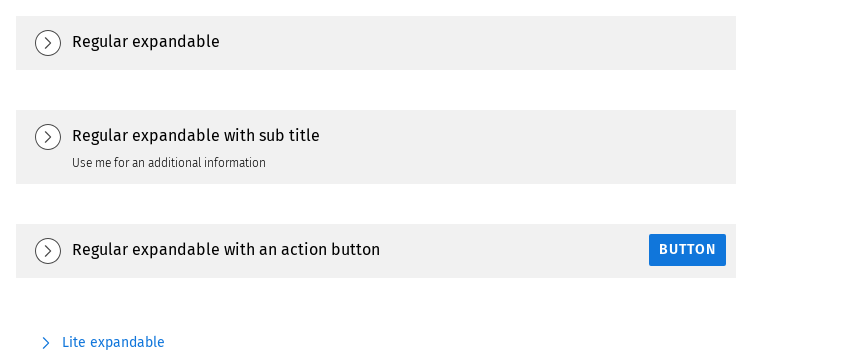 Regular expandable
Regular expandable with sub title
Use me for an additional information
Regular expandable with an action button
BUTTON
Lite expandable